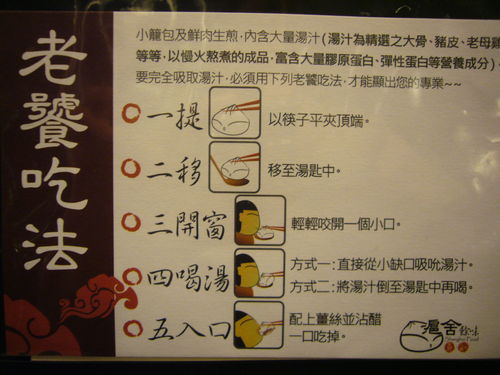 老饕吃法
小籠包及鮮肉生煎，內含大量湯汁（湯汁為精選之大骨、豬皮、老母雞
等等，以慢火熬煮的成品，富含大量膠原蛋白、彈性蛋白等營養成分）。
要完全吸取湯汁，必須用下列老饕吃法，才能顯出您的專業~~
一提 以筷子平夾頂端。
二移 移至湯匙中。
三開窗 輕輕咬開一個小口。
四喝湯 方式一：直接從小缺口吸吮湯汁。
方式二：將湯汁倒至湯匙中再喝。
五入口 配上薑絲並沾醋
一口吃掉。
滬舍